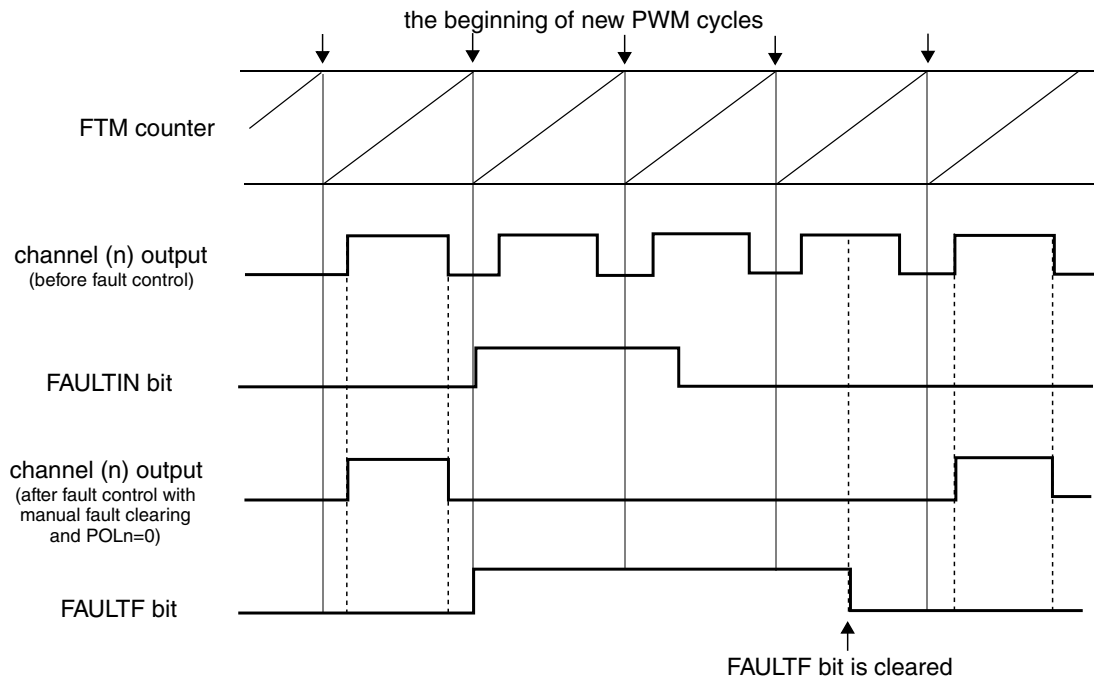 the beginning of new PWM cycles
FTM counter
channel (n) output
(before fault control)
FAULTIN bit
channel (n) output
(after fault control with
manual fault clearing
and POLn=0)
FAULTF bit
FAULTF bit is cleared